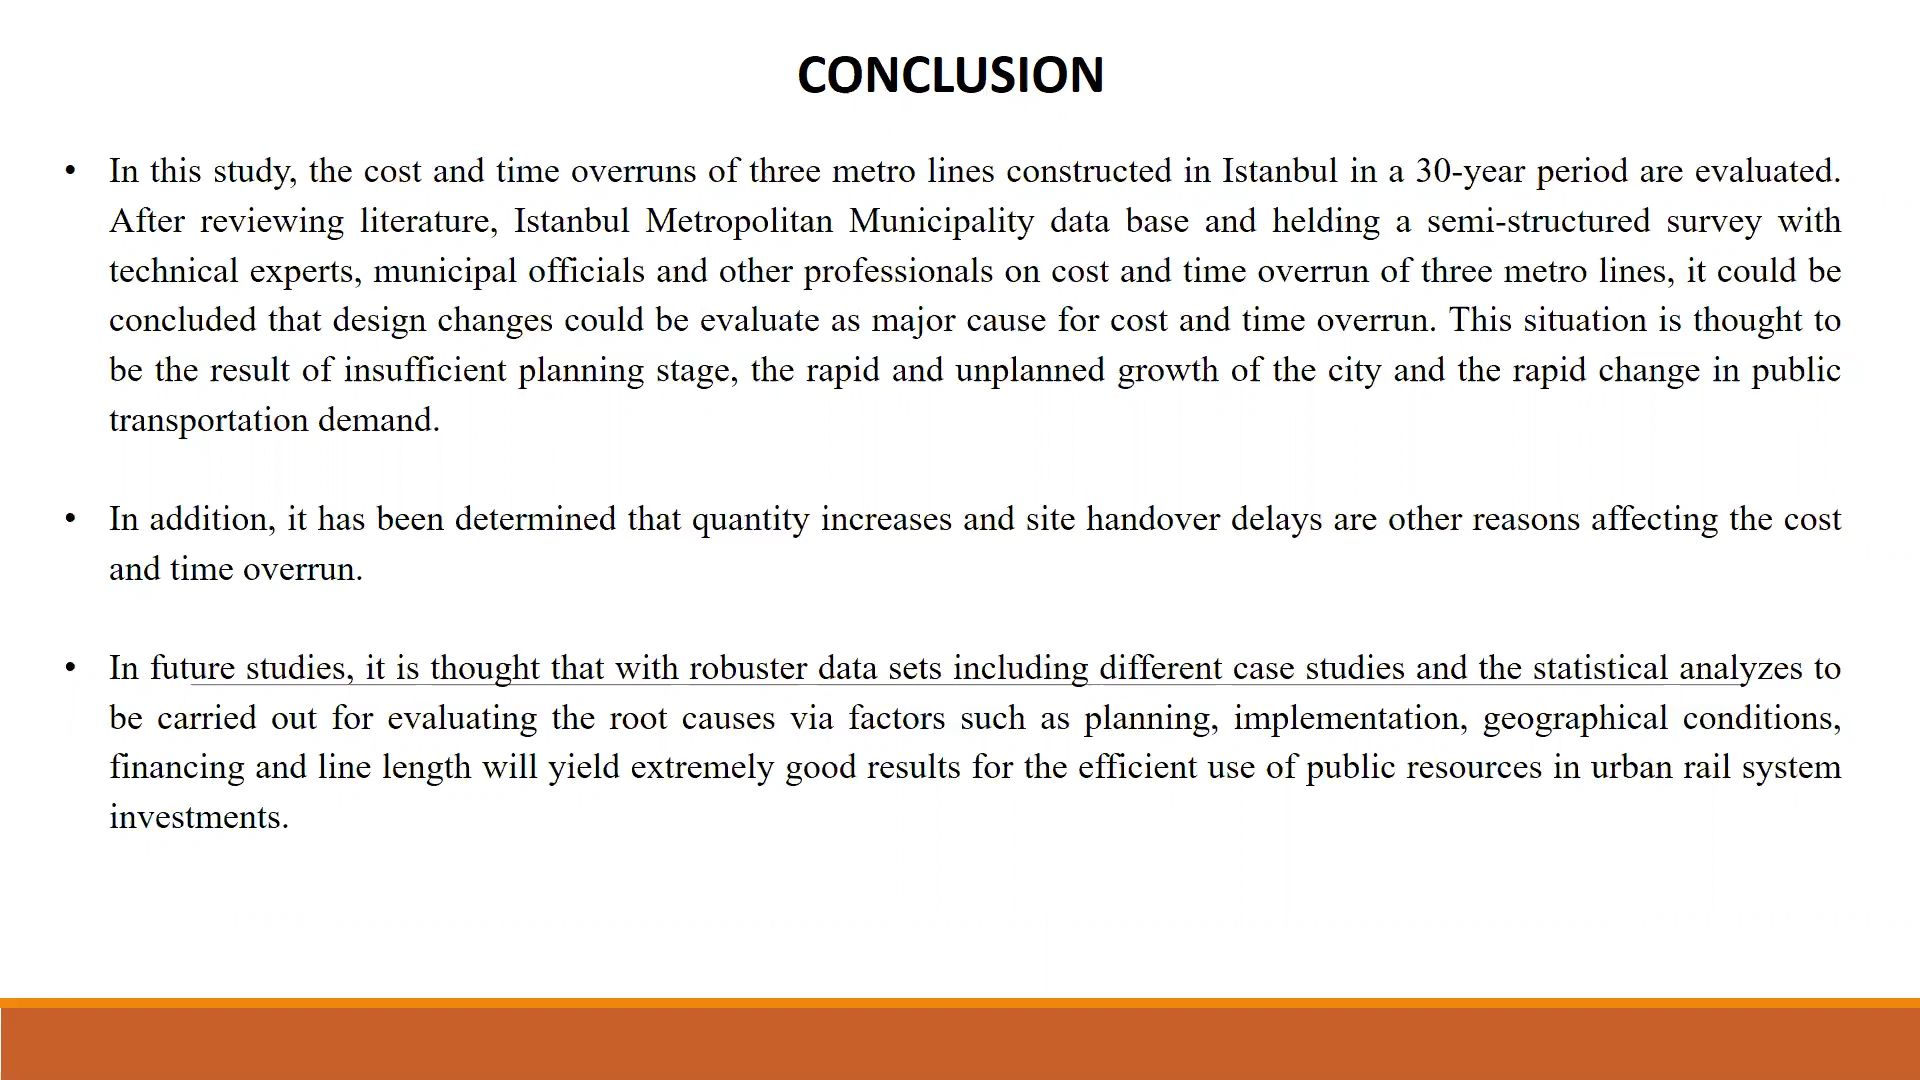 CONCLUSION
• In this study, the cost and time overruns of three metro lines constructed in Istanbul in a 30-year period are evaluated.
After reviewing literature, Istanbul Metropolitan Municipality data base and helding a semi-structured survey with
technical experts, municipal officials and other professionals on cost and time overrun of three metro lines, it could be
concluded that design changes could be evaluate as major cause for cost and time overrun. This situation is thought to
be the result of insufficient planning stage, the rapid and unplanned growth of the city and the rapid change in public
transportation demand.
• In addition, it has been determined that quantity increases and site handover delays are other reasons affecting the cost
and time overrun.
• In future studies, it is thought that with robuster data sets including different case studies and the statistical analyzes to
be carried out for evaluating the root causes via factors such as planning, implementation, geographical conditions,
financing and line length will yield extremely good results for the efficient use of public resources in urban rail system
investments.